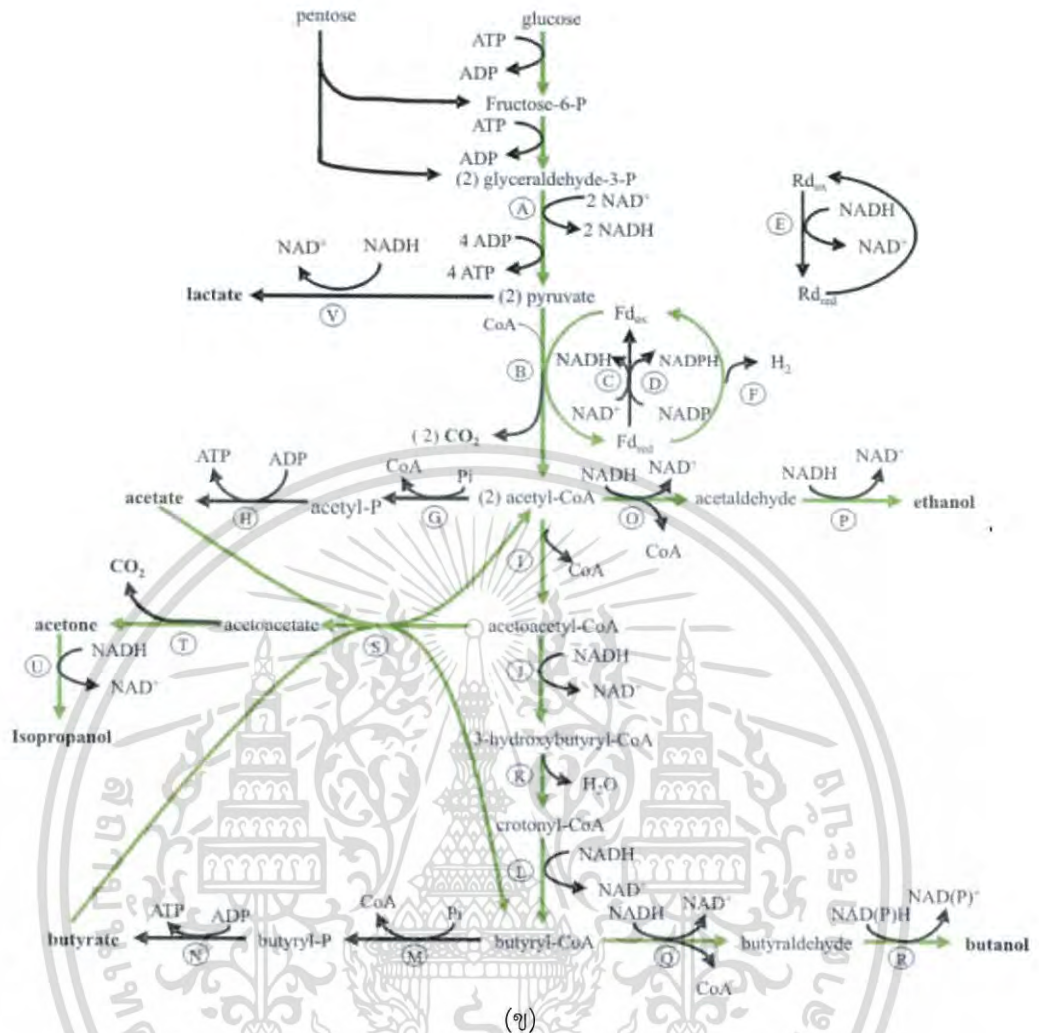 pentose glucose
ATP
ADP
Fructose-6-P
ATP
ADP
(2) glyceraldehyde-3-P
A 2 NAD⁺
2 NADH
Rd_ox
E NADH
NAD⁺
Rd_red
4 ADP
4 ATP
NAD⁺ NADH
lactate V (2) pyruvate
CoA Fd_ox
B NADH C D NADPH F H₂
NAD⁺ NADP
(2) CO₂ Fd_red
ATP ADP CoA Pi NADH NAD⁺ NADH NAD⁺
acetate H acetyl-P G (2) acetyl-CoA O acetaldehyde P ethanol
CoA
I CoA
CO₂
acetone T acetoacetate S acetoacetyl-CoA
U NADH J NADH
NAD⁺ NAD⁺
Isopropanol 3-hydroxybutyryl-CoA
K H₂O
crotonyl-CoA
L NADH
NAD⁺
ATP ADP CoA Pi NADH NAD⁺ NAD(P)H NAD(P)⁺
butyrate N butyryl-P M butyryl-CoA Q butyraldehyde R butanol
CoA
(ข)